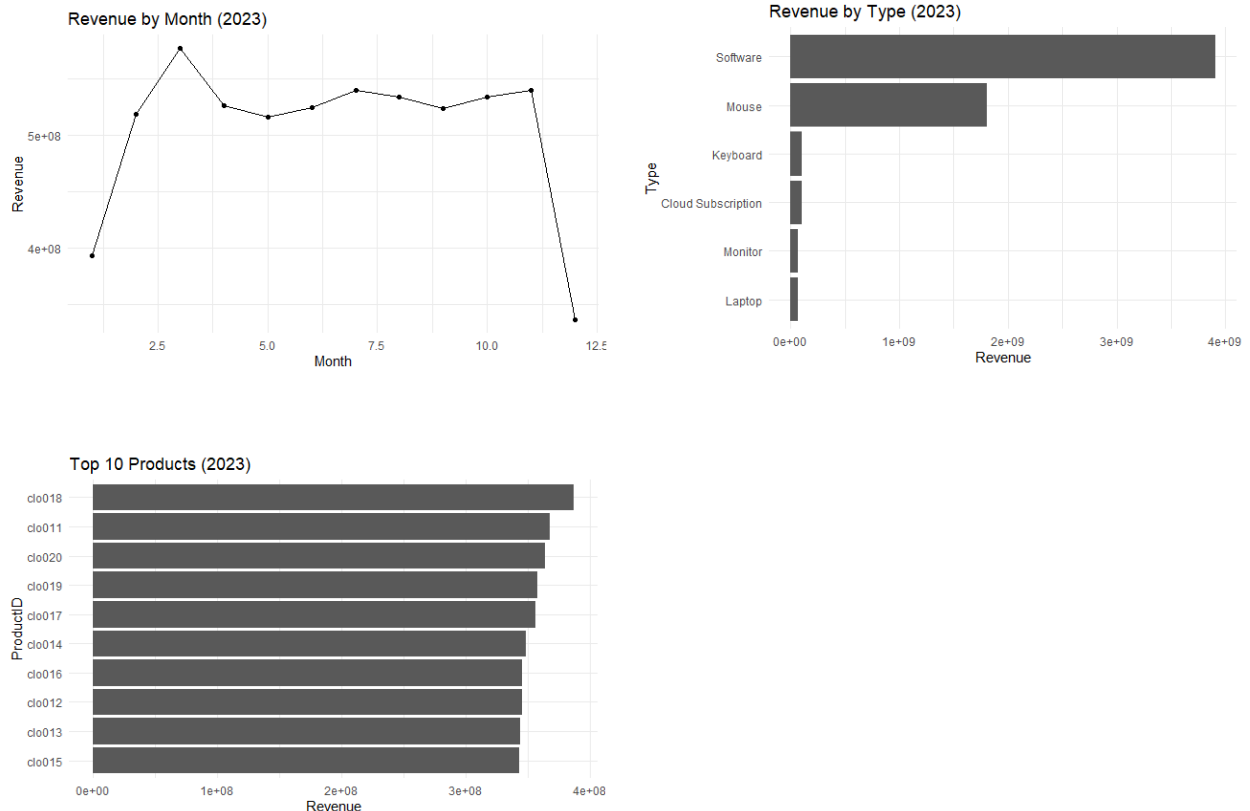 Revenue by Month (2023)
Revenue
5e+08
4e+08
2.5
5.0
7.5
10.0
12.5
Month
Revenue by Type (2023)
Type
Software
Mouse
Keyboard
Cloud Subscription
Monitor
Laptop
0e+00
1e+09
2e+09
3e+09
4e+09
Revenue
Top 10 Products (2023)
ProductID
clo018
clo011
clo020
clo019
clo017
clo014
clo016
clo012
clo013
clo015
0e+00
1e+08
2e+08
3e+08
4e+08
Revenue